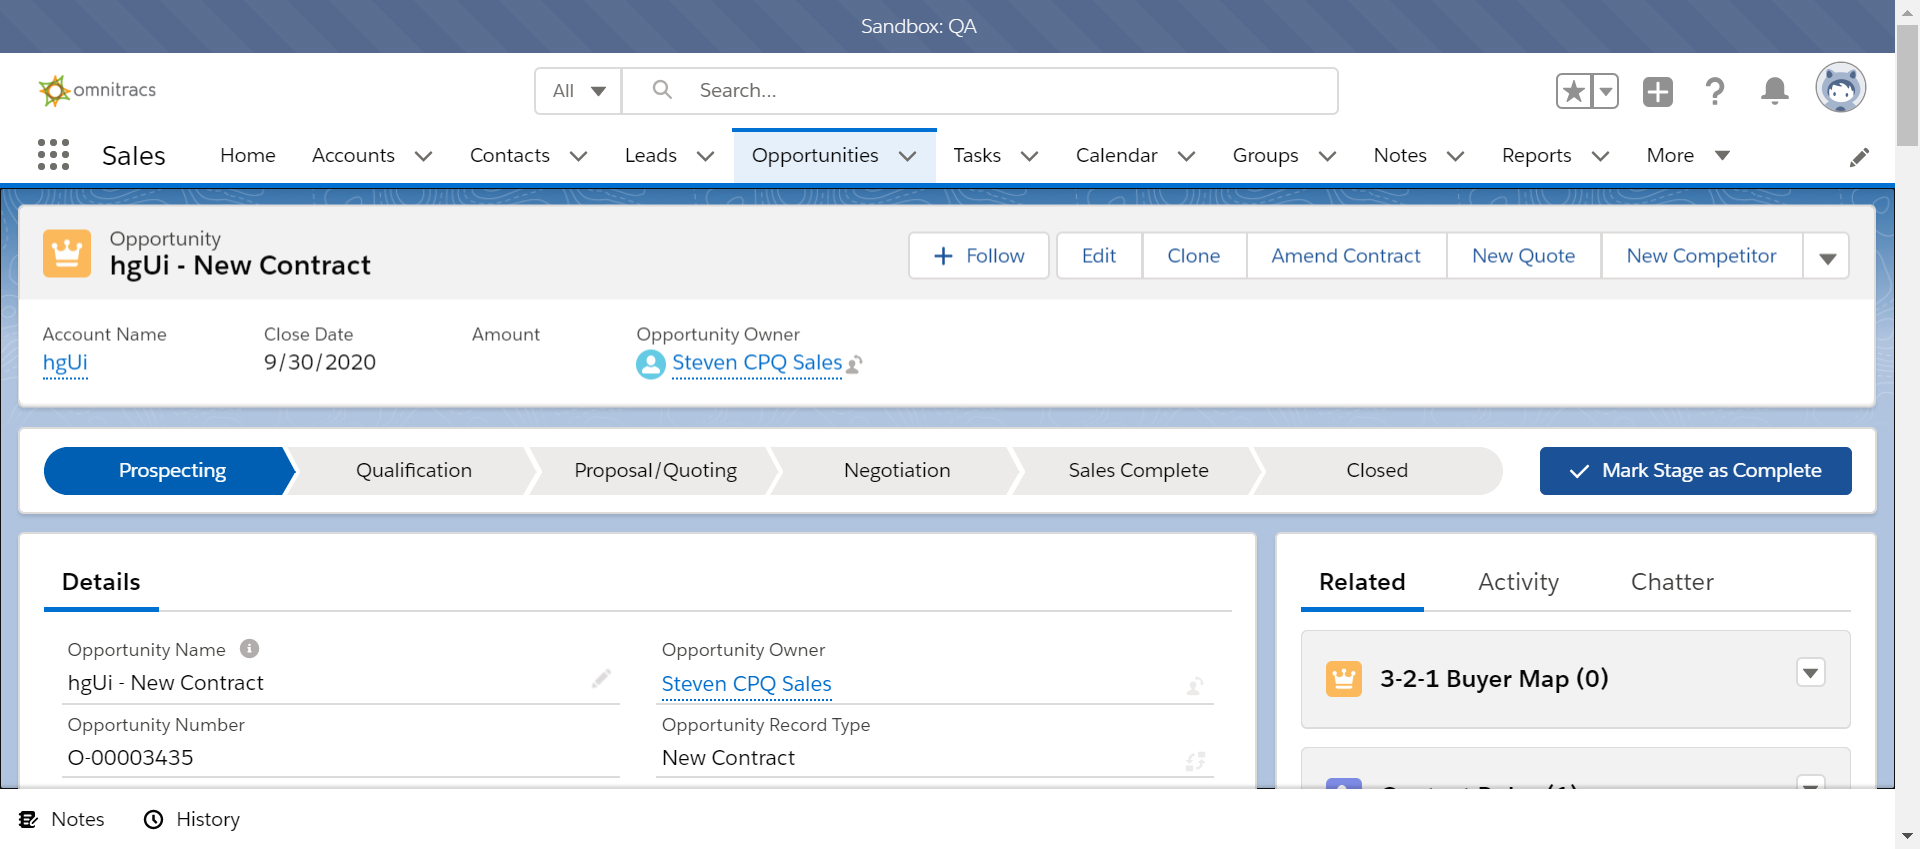 Sandbox: QA
omnitracs
All
Search...
Sales
Home
Accounts
Contacts
Leads
Opportunities
Tasks
Calendar
Groups
Notes
Reports
More
Opportunity
hgUi - New Contract
Follow
Edit
Clone
Amend Contract
New Quote
New Competitor
Account Name
hgUi
Close Date
9/30/2020
Amount
Opportunity Owner
Steven CPQ Sales
Prospecting
Qualification
Proposal/Quoting
Negotiation
Sales Complete
Closed
Mark Stage as Complete
Details
Opportunity Name
hgUi - New Contract
Opportunity Owner
Steven CPQ Sales
Opportunity Number
O-00003435
Opportunity Record Type
New Contract
Related
Activity
Chatter
3-2-1 Buyer Map (0)
Notes
History